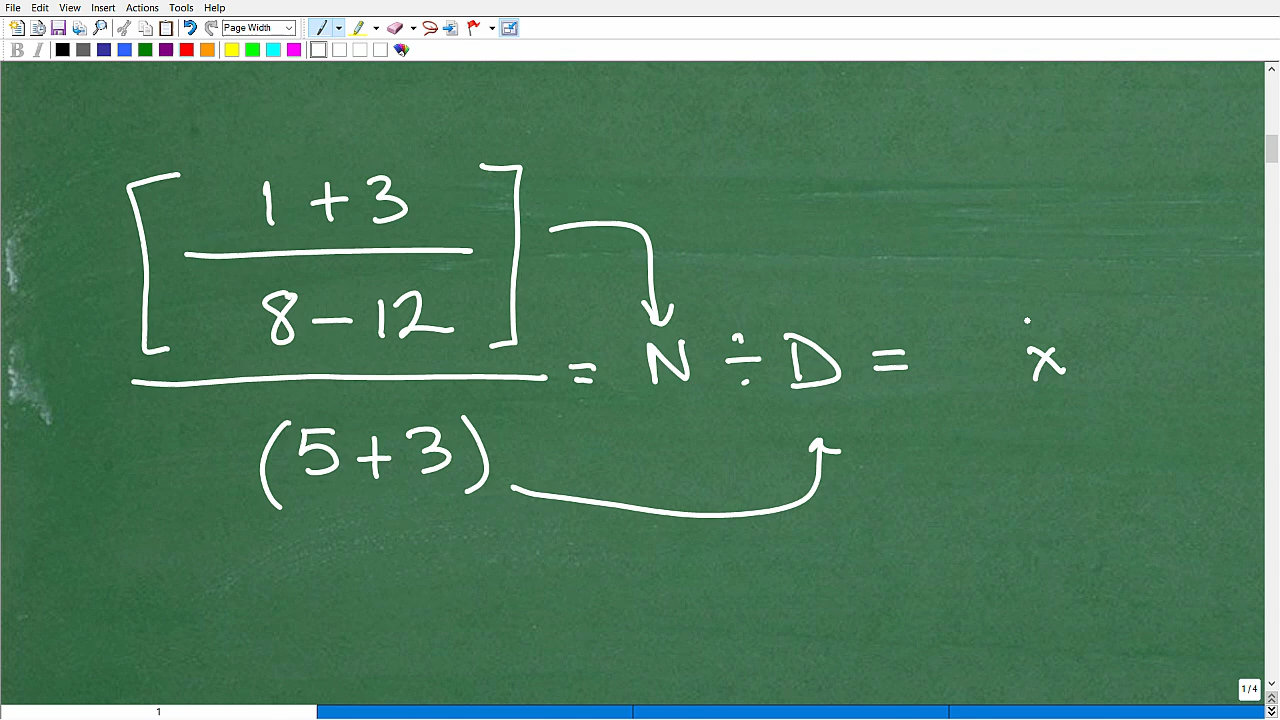 File Edit View Insert Actions Tools Help
Page Width
B I
[ 1 + 3
8 - 12 ]
= N ÷ D = x
(5 + 3)
1 / 4
1